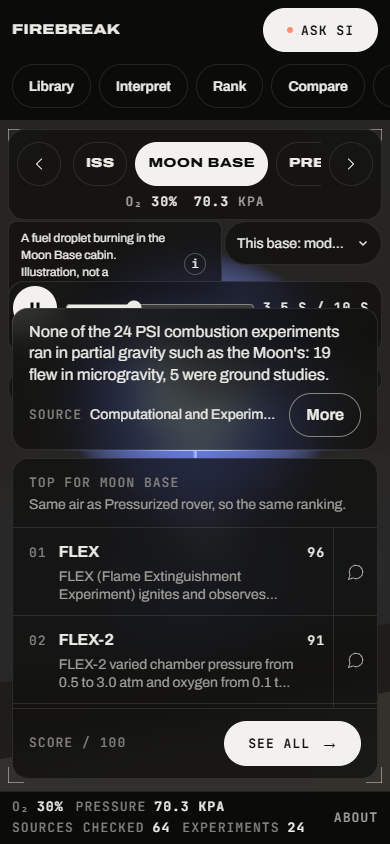 FIREBREAK
ASK SI
Library
Interpret
Rank
Compare
ISS
MOON BASE
PRE
O₂ 30% 70.3 KPA
A fuel droplet burning in the
Moon Base cabin.
Illustration, not a
i
This base: mod...
None of the 24 PSI combustion experiments
ran in partial gravity such as the Moon's: 19
flew in microgravity, 5 were ground studies.
SOURCE Computational and Experim...
More
TOP FOR MOON BASE
Same air as Pressurized rover, so the same ranking.
01 FLEX 96
FLEX (Flame Extinguishment
Experiment) ignites and observes...
02 FLEX-2 91
FLEX-2 varied chamber pressure from
0.5 to 3.0 atm and oxygen from 0.1 t...
SCORE / 100
SEE ALL →
O₂ 30% PRESSURE 70.3 KPA
SOURCES CHECKED 64 EXPERIMENTS 24
ABOUT